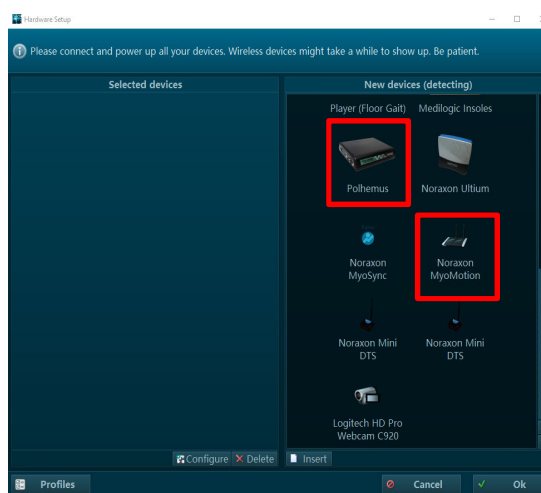 Hardware Setup
Please connect and power up all your devices. Wireless devices might take a while to show up. Be patient.
Selected devices
New devices (detecting)
Player (Floor Gait) Medilogic Insoles
Polhemus Noraxon Ultium
Noraxon MyoSync
Noraxon MyoMotion
Noraxon Mini DTS
Noraxon Mini DTS
Logitech HD Pro
Webcam C920
Configure Delete Insert
Profiles Cancel Ok